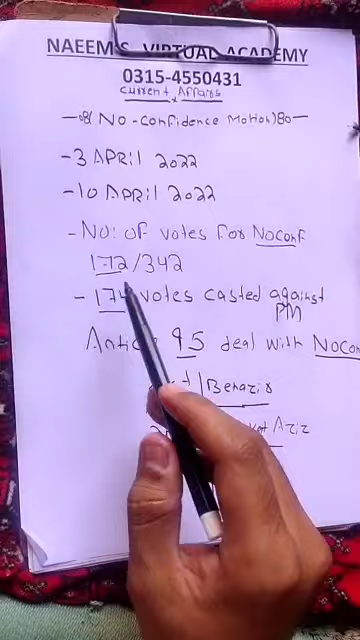 NAEEM'S VIRTUAL ACADEMY
0315-4550431
Current Affairs
No-Confidence Motion
-3 April 2022
-10 April 2022
-No: of votes for Noconf
172/342
-174 votes casted against
PM
95 deal with Nocon
/Benazir
Aziz